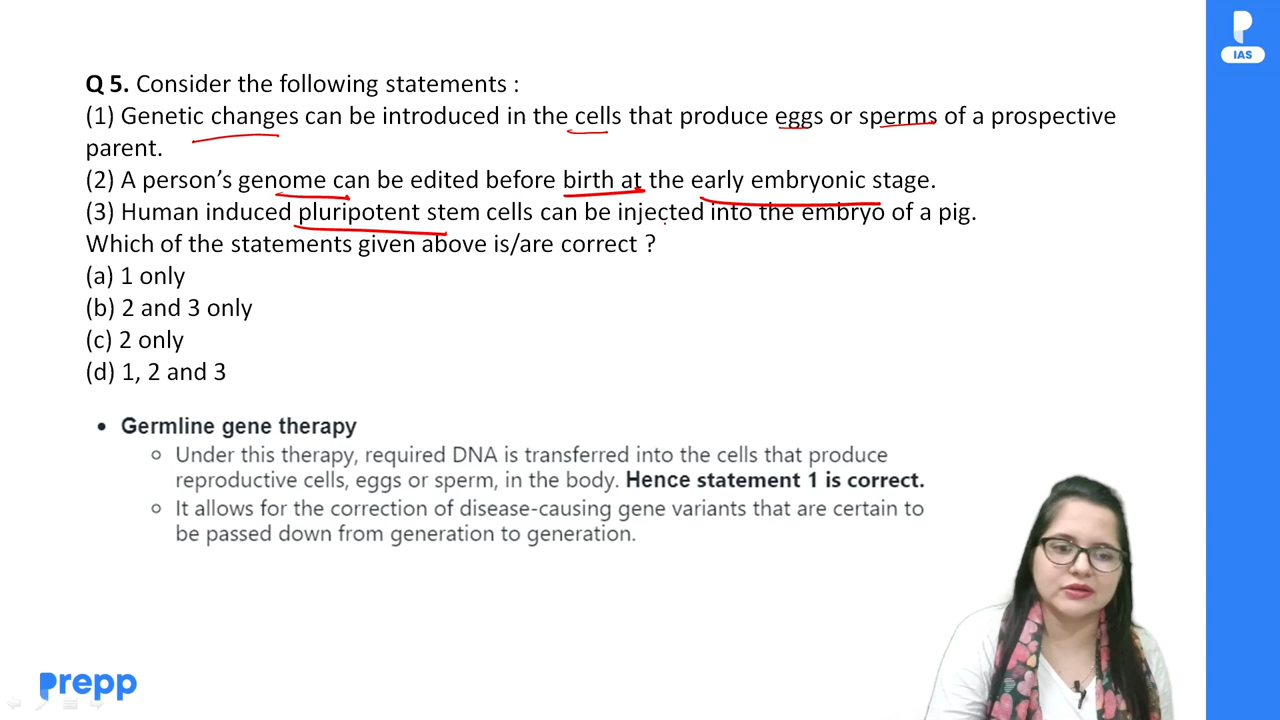 IAS
Q 5. Consider the following statements :
(1) Genetic changes can be introduced in the cells that produce eggs or sperms of a prospective
parent.
(2) A person’s genome can be edited before birth at the early embryonic stage.
(3) Human induced pluripotent stem cells can be injected into the embryo of a pig.
Which of the statements given above is/are correct ?
(a) 1 only
(b) 2 and 3 only
(c) 2 only
(d) 1, 2 and 3
• Germline gene therapy
Under this therapy, required DNA is transferred into the cells that produce
reproductive cells, eggs or sperm, in the body. Hence statement 1 is correct.
It allows for the correction of disease-causing gene variants that are certain to
be passed down from generation to generation.
prepp